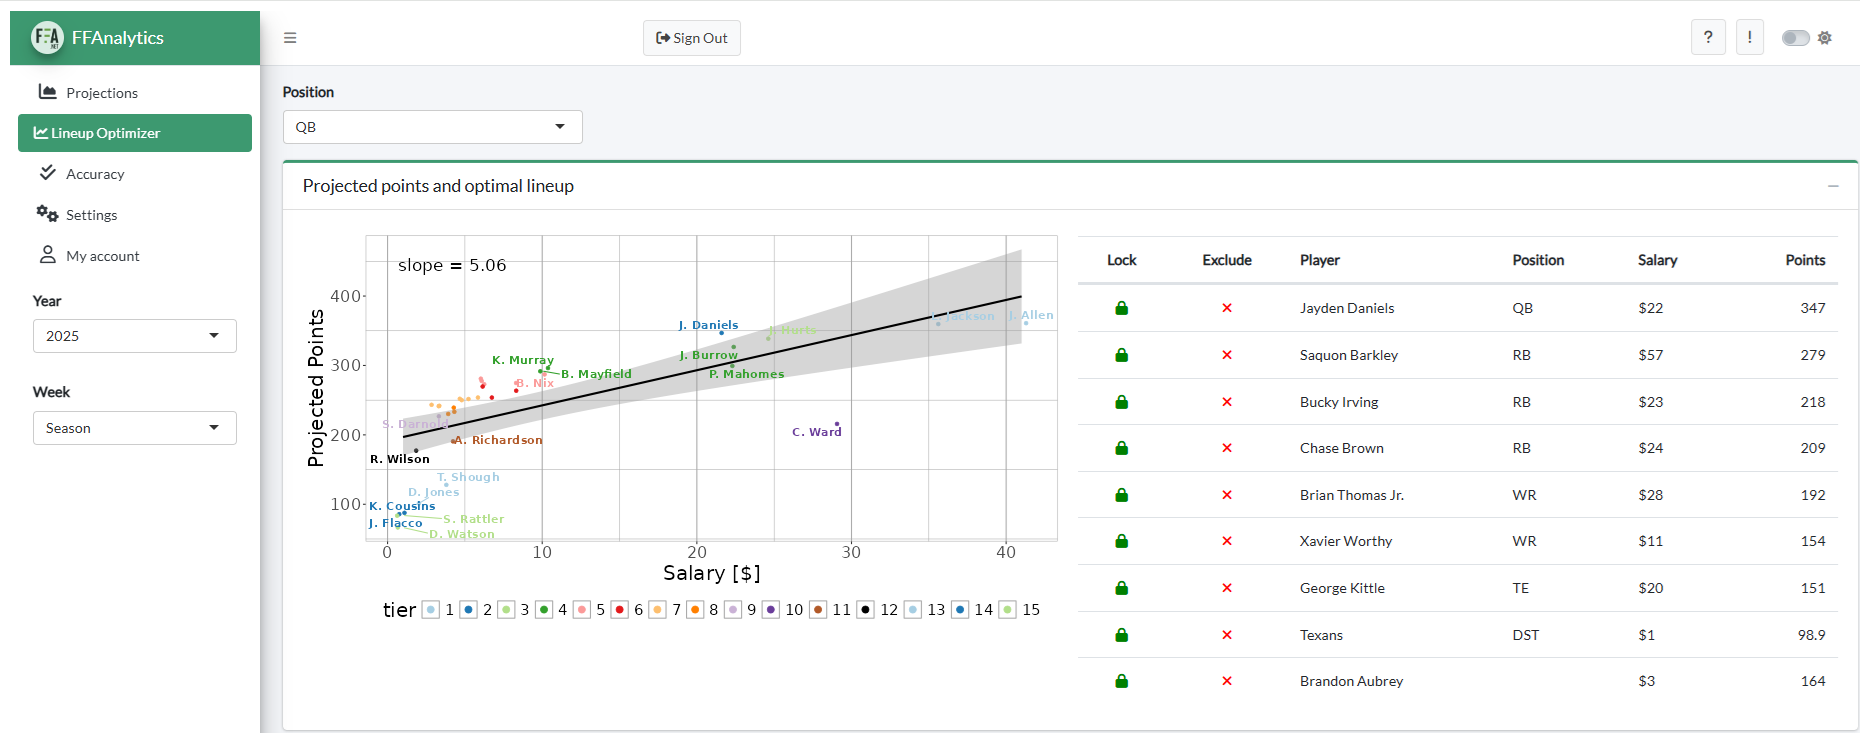 FFA
.NET
FFAnalytics
Sign Out
?
!
Projections
Lineup Optimizer
Accuracy
Settings
My account
Year
2025
Week
Season
Position
QB
Projected points and optimal lineup
slope = 5.06
Projected Points
400
300
200
100
J. Daniels
J. Hurts
L. Jackson
J. Allen
J. Burrow
P. Mahomes
K. Murray
B. Mayfield
B. Nix
C. Ward
S. Darnold
A. Richardson
R. Wilson
T. Shough
D. Jones
K. Cousins
S. Rattler
J. Flacco
D. Watson
0 10 20 30 40
Salary [$]
tier 1 2 3 4 5 6 7 8 9 10 11 12 13 14 15
Lock Exclude Player Position Salary Points
Jayden Daniels QB $22 347
Saquon Barkley RB $57 279
Bucky Irving RB $23 218
Chase Brown RB $24 209
Brian Thomas Jr. WR $28 192
Xavier Worthy WR $11 154
George Kittle TE $20 151
Texans DST $1 98.9
Brandon Aubrey $3 164